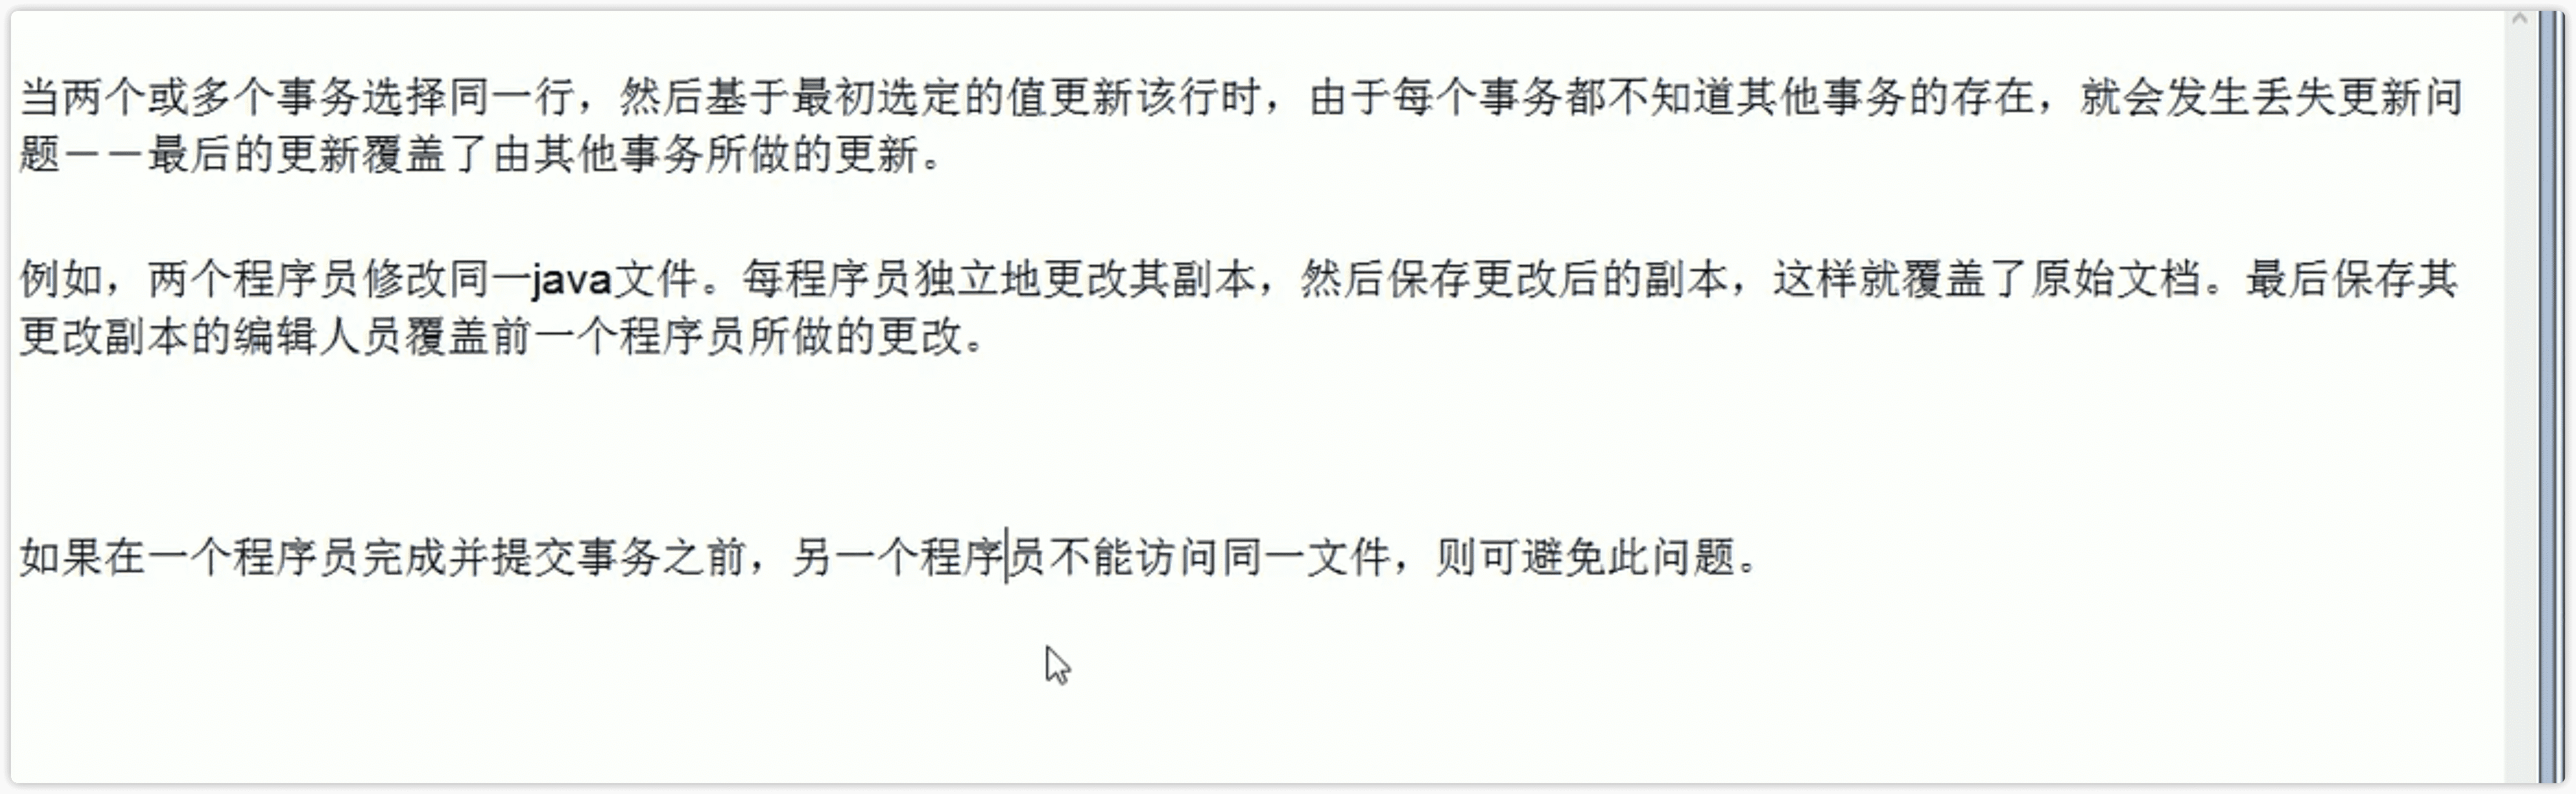 当两个或多个事务选择同一行，然后基于最初选定的值更新该行时，由于每个事务都不知道其他事务的存在，就会发生丢失更新问
题－－最后的更新覆盖了由其他事务所做的更新。
例如，两个程序员修改同一java文件。每程序员独立地更改其副本，然后保存更改后的副本，这样就覆盖了原始文档。最后保存其
更改副本的编辑人员覆盖前一个程序员所做的更改。
如果在一个程序员完成并提交事务之前，另一个程序员不能访问同一文件，则可避免此问题。